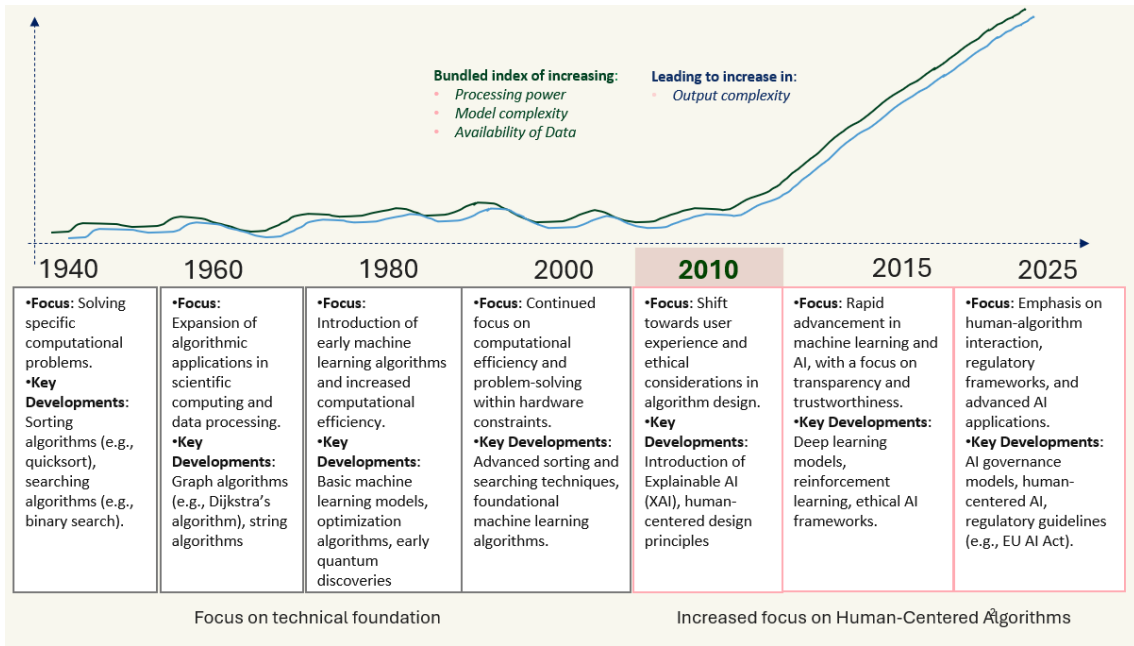 Bundled index of increasing:
• Processing power
• Model complexity
• Availability of Data
Leading to increase in:
• Output complexity
1940
1960
1980
2000
2010
2015
2025
•Focus: Solving
specific
computational
problems.
•Key
Developments:
Sorting
algorithms (e.g.,
quicksort),
searching
algorithms (e.g.,
binary search).
•Focus:
Expansion of
algorithmic
applications in
scientific
computing and
data processing.
•Key
Developments:
Graph algorithms
(e.g., Dijkstra’s
algorithm), string
algorithms
•Focus:
Introduction of
early machine
learning algorithms
and increased
computational
efficiency.
•Key
Developments:
Basic machine
learning models,
optimization
algorithms, early
quantum
discoveries
•Focus: Continued
focus on
computational
efficiency and
problem-solving
within hardware
constraints.
•Key Developments:
Advanced sorting and
searching techniques,
foundational
machine learning
algorithms.
•Focus: Shift
towards user
experience and
ethical
considerations in
algorithm design.
•Key
Developments:
Introduction of
Explainable AI
(XAI), human-
centered design
principles
•Focus: Rapid
advancement in
machine learning and
AI, with a focus on
transparency and
trustworthiness.
•Key Developments:
Deep learning
models,
reinforcement
learning, ethical AI
frameworks.
•Focus: Emphasis on
human-algorithm
interaction,
regulatory
frameworks, and
advanced AI
applications.
•Key Developments:
AI governance
models, human-
centered AI,
regulatory guidelines
(e.g., EU AI Act).
Focus on technical foundation
Increased focus on Human-Centered Algorithms
2